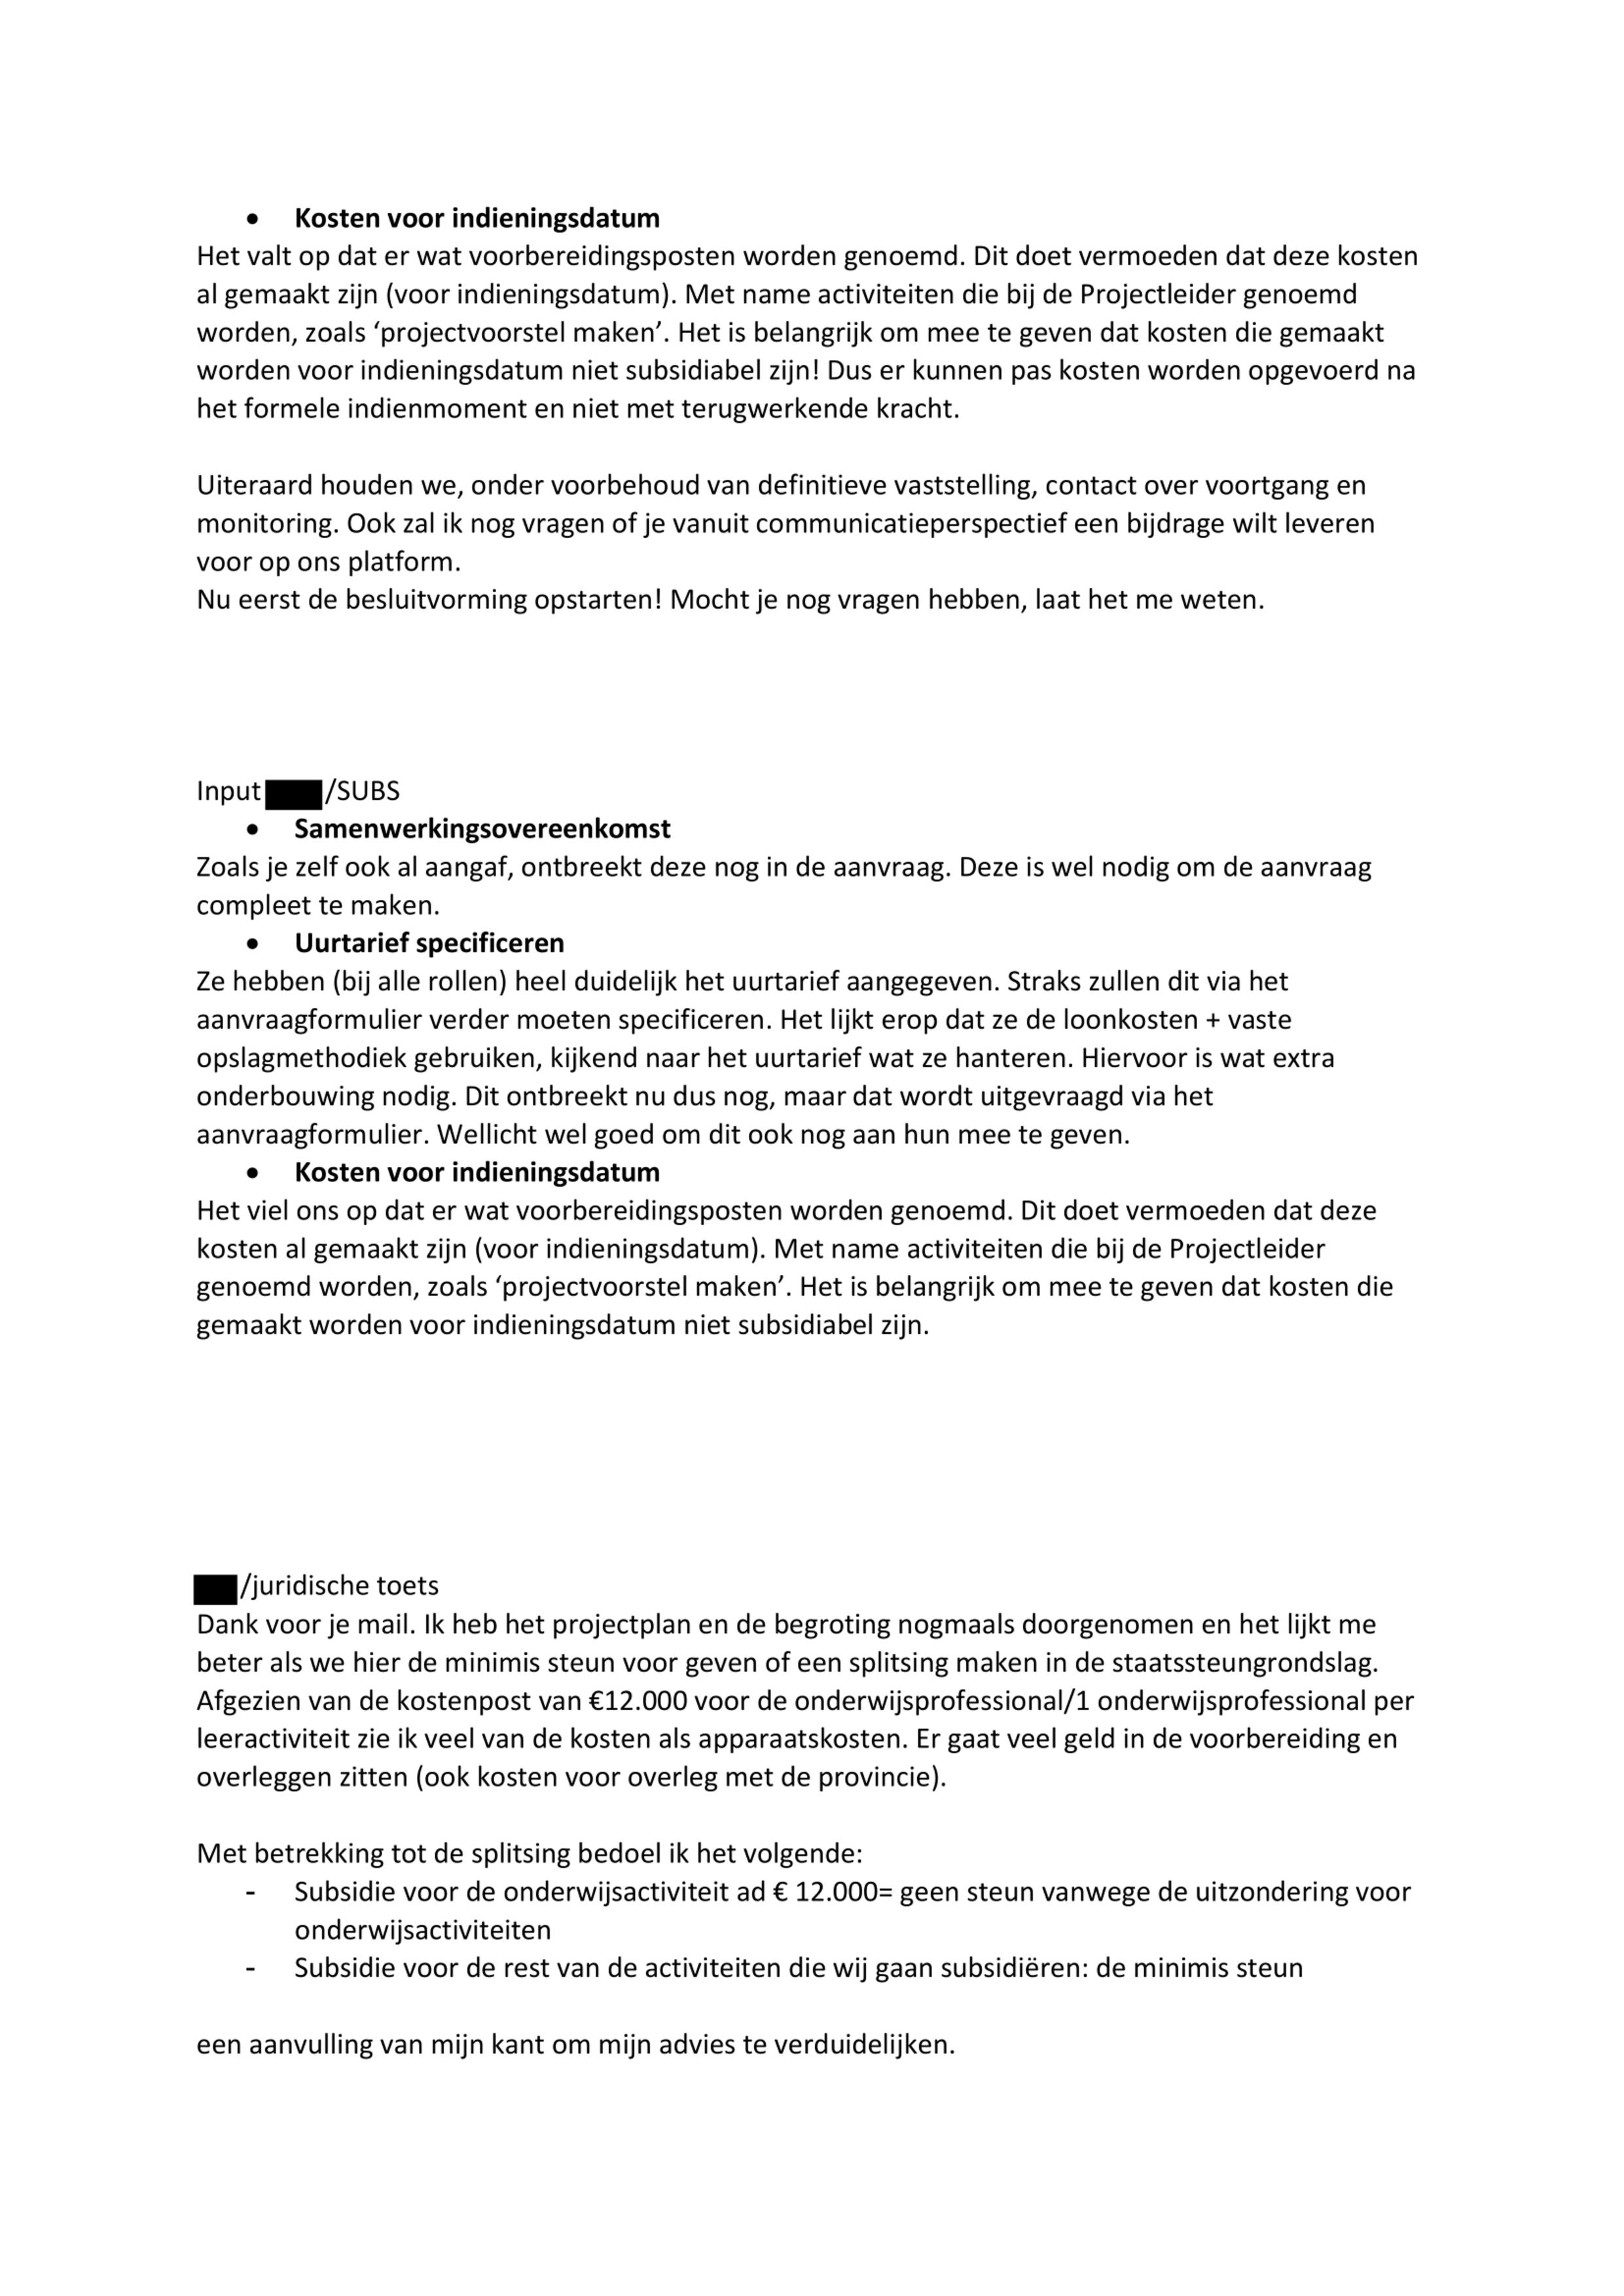 • Kosten voor indieningsdatum
Het valt op dat er wat voorbereidingsposten worden genoemd. Dit doet vermoeden dat deze kosten
al gemaakt zijn (voor indieningsdatum). Met name activiteiten die bij de Projectleider genoemd
worden, zoals ‘projectvoorstel maken’. Het is belangrijk om mee te geven dat kosten die gemaakt
worden voor indieningsdatum niet subsidiabel zijn! Dus er kunnen pas kosten worden opgevoerd na
het formele indienmoment en niet met terugwerkende kracht.
Uiteraard houden we, onder voorbehoud van definitieve vaststelling, contact over voortgang en
monitoring. Ook zal ik nog vragen of je vanuit communicatieperspectief een bijdrage wilt leveren
voor op ons platform.
Nu eerst de besluitvorming opstarten! Mocht je nog vragen hebben, laat het me weten.
Input /SUBS
• Samenwerkingsovereenkomst
Zoals je zelf ook al aangaf, ontbreekt deze nog in de aanvraag. Deze is wel nodig om de aanvraag
compleet te maken.
• Uurtarief specificeren
Ze hebben (bij alle rollen) heel duidelijk het uurtarief aangegeven. Straks zullen dit via het
aanvraagformulier verder moeten specificeren. Het lijkt erop dat ze de loonkosten + vaste
opslagmethodiek gebruiken, kijkend naar het uurtarief wat ze hanteren. Hiervoor is wat extra
onderbouwing nodig. Dit ontbreekt nu dus nog, maar dat wordt uitgevraagd via het
aanvraagformulier. Wellicht wel goed om dit ook nog aan hun mee te geven.
• Kosten voor indieningsdatum
Het viel ons op dat er wat voorbereidingsposten worden genoemd. Dit doet vermoeden dat deze
kosten al gemaakt zijn (voor indieningsdatum). Met name activiteiten die bij de Projectleider
genoemd worden, zoals ‘projectvoorstel maken’. Het is belangrijk om mee te geven dat kosten die
gemaakt worden voor indieningsdatum niet subsidiabel zijn.
/juridische toets
Dank voor je mail. Ik heb het projectplan en de begroting nogmaals doorgenomen en het lijkt me
beter als we hier de minimis steun voor geven of een splitsing maken in de staatssteungrondslag.
Afgezien van de kostenpost van €12.000 voor de onderwijsprofessional/1 onderwijsprofessional per
leeractiviteit zie ik veel van de kosten als apparaatskosten. Er gaat veel geld in de voorbereiding en
overleggen zitten (ook kosten voor overleg met de provincie).
Met betrekking tot de splitsing bedoel ik het volgende:
- Subsidie voor de onderwijsactiviteit ad € 12.000= geen steun vanwege de uitzondering voor
onderwijsactiviteiten
- Subsidie voor de rest van de activiteiten die wij gaan subsidiëren: de minimis steun
een aanvulling van mijn kant om mijn advies te verduidelijken.